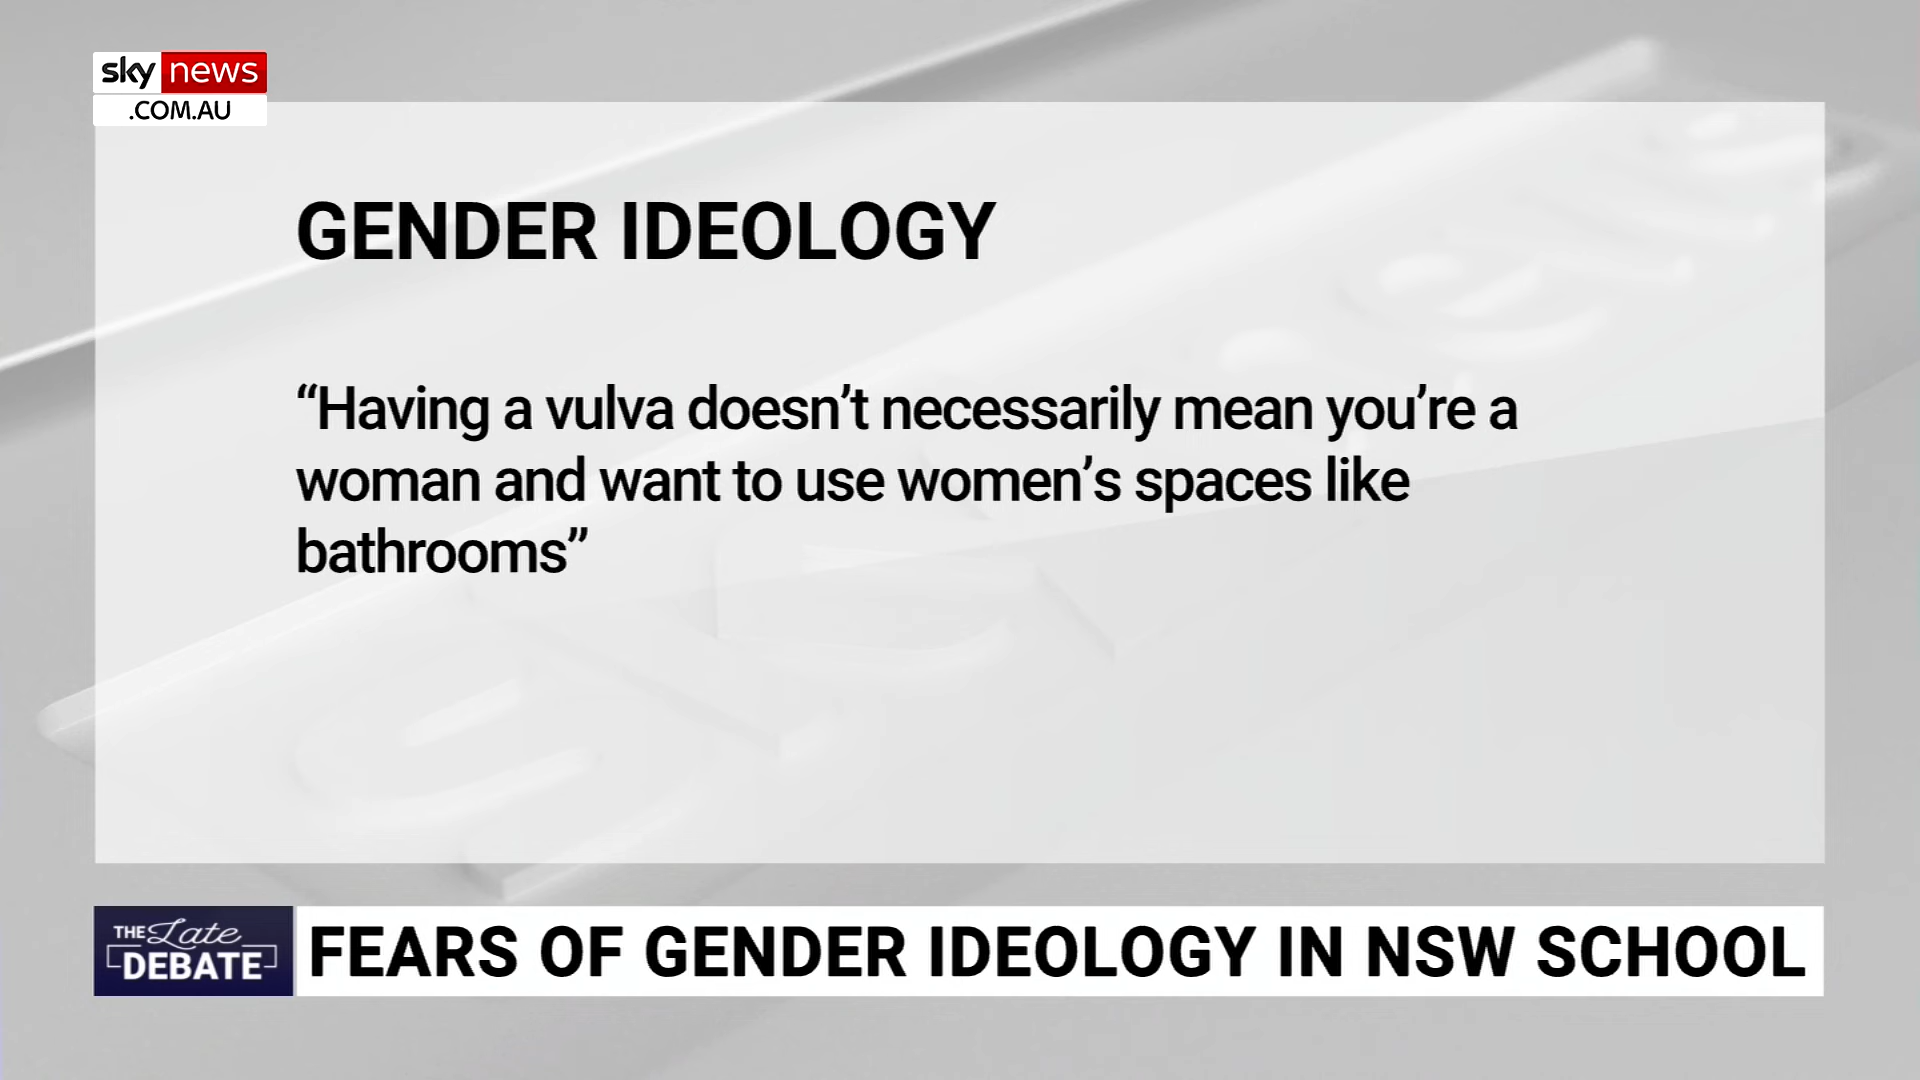 sky news
.COM.AU
GENDER IDEOLOGY
“Having a vulva doesn’t necessarily mean you’re a
woman and want to use women’s spaces like
bathrooms”
THE Late
DEBATE
FEARS OF GENDER IDEOLOGY IN NSW SCHOOL